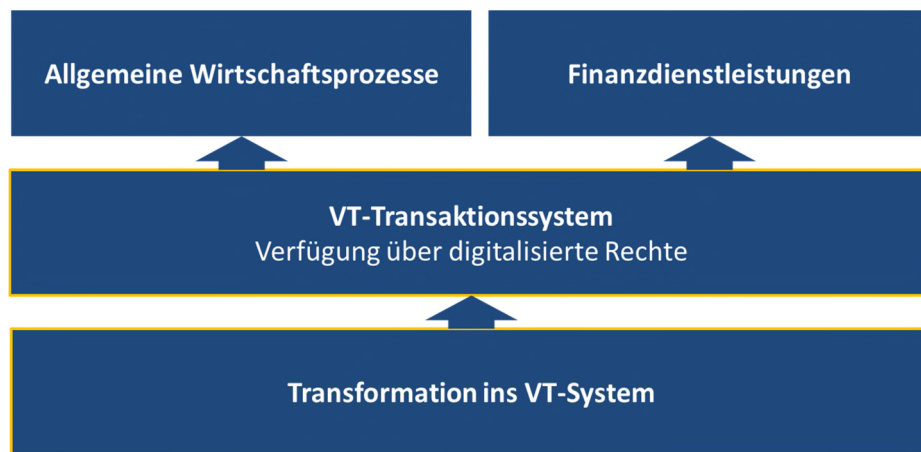 Allgemeine Wirtschaftsprozesse
Finanzdienstleistungen
VT-Transaktionssystem
Verfügung über digitalisierte Rechte
Transformation ins VT-System